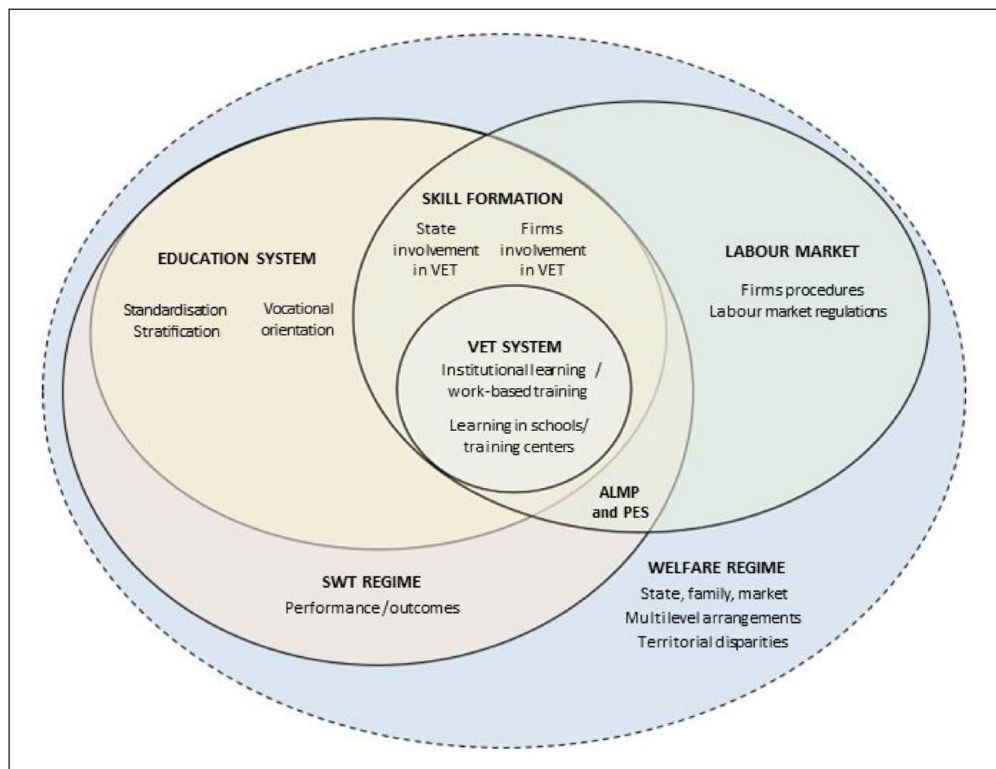 SKILL FORMATION
State
involvement
in VET
Firms
involvement
in VET
EDUCATION SYSTEM
Standardisation
Stratification
Vocational
orientation
LABOUR MARKET
Firms procedures
Labour market regulations
VET SYSTEM
Institutional learning /
work-based training
Learning in schools/
training centers
ALMP
and PES
SWT REGIME
Performance/outcomes
WELFARE REGIME
State, family, market
Multilevel arrangements
Territorial disparities